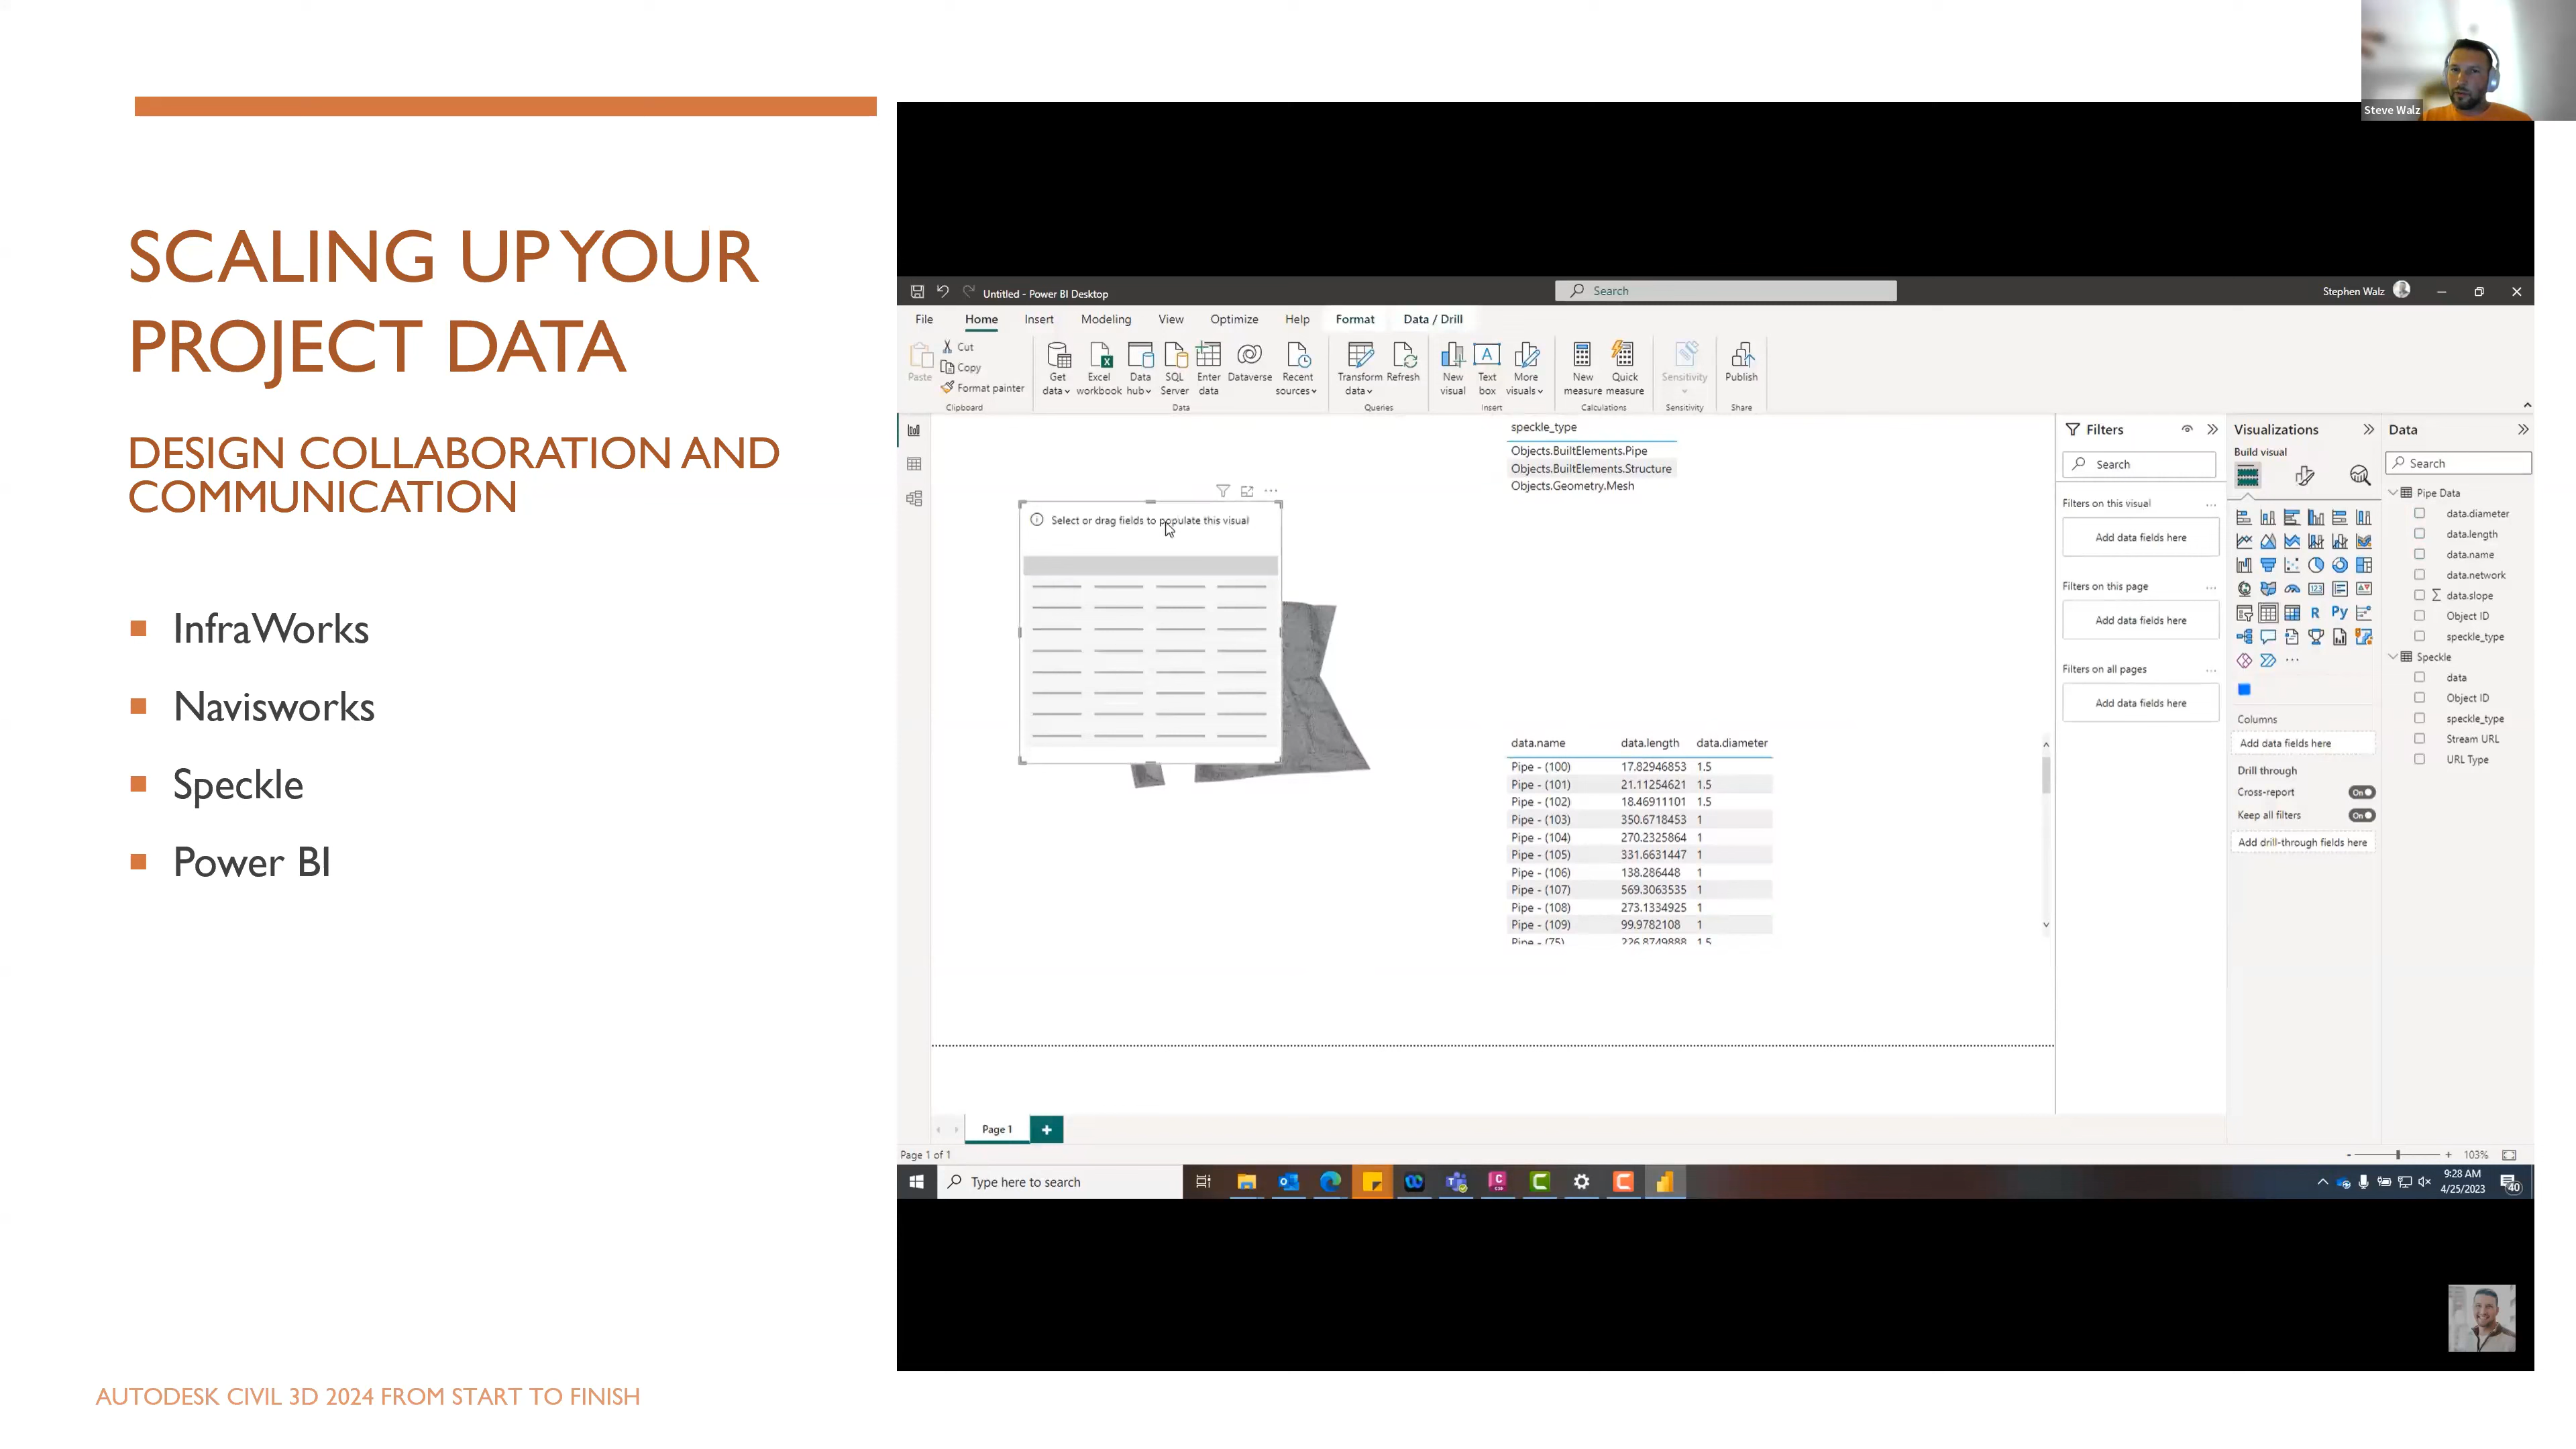 Steve Walz
SCALING UP YOUR
PROJECT DATA
DESIGN COLLABORATION AND
COMMUNICATION
InfraWorks
Navisworks
Speckle
Power BI
AUTODESK CIVIL 3D 2024 FROM START TO FINISH
Untitled - Power BI Desktop
Search
Stephen Walz
File Home Insert Modeling View Optimize Help Format Data / Drill
Paste
Cut
Copy
Format painter
Clipboard
Get data
Excel workbook
Data hub
SQL Server
Enter data
Dataverse
Recent sources
Data
Transform data
Refresh
Queries
New visual
Text box
More visuals
Insert
New measure
Quick measure
Calculations
Sensitivity
Sensitivity
Publish
Share
speckle_type
Objects.BuiltElements.Pipe
Objects.BuiltElements.Structure
Objects.Geometry.Mesh
Select or drag fields to populate this visual
data.name data.length data.diameter
Pipe - (100) 17.82946853 1.5
Pipe - (101) 21.11254621 1.5
Pipe - (102) 18.46911101 1.5
Pipe - (103) 350.6718453 1
Pipe - (104) 270.2325864 1
Pipe - (105) 331.6631447 1
Pipe - (106) 138.286448 1
Pipe - (107) 569.3063535 1
Pipe - (108) 273.1334925 1
Pipe - (109) 99.9782108 1
Pipe - (75) 226.8749888 1.5
Filters
Search
Filters on this visual
Add data fields here
Filters on this page
Add data fields here
Filters on all pages
Add data fields here
Visualizations
Build visual
R Py
123
Columns
Add data fields here
Drill through
Cross-report On
Keep all filters On
Add drill-through fields here
Data
Search
Pipe Data
data.diameter
data.length
data.name
data.network
data.slope
Object ID
speckle_type
Speckle
data
Object ID
speckle_type
Stream URL
URL Type
Page 1
Page 1 of 1
103%
Type here to search
9:28 AM
4/25/2023
40